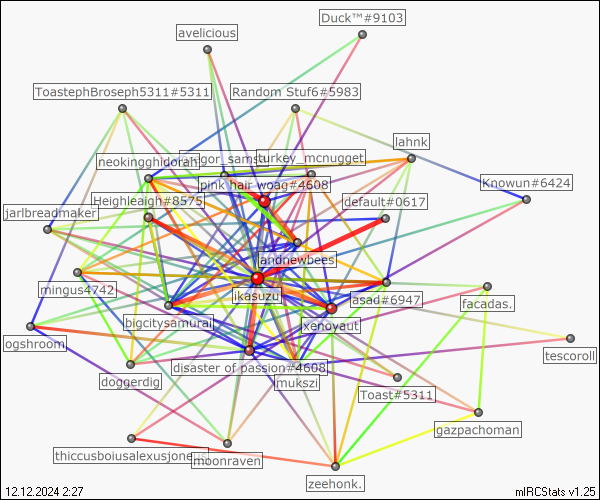 Duck™#9103
avelicious
ToastephBroseph5311#5311
Random Stuf6#5983
lahnk
neokingghidorah
gor_samsa
turkey_mcnugget
pink hair woag#4608
Knowun#6424
Heighleaigh#8575
default#0617
jarlbreadmaker
andnewbees
mingus4742
ikasuzu
asad#6947
facadas.
bigcitysamurai
xenoyaut
ogshroom
tescoroll
disaster of passion#4608
doggerdig
mukszi
Toast#5311
gazpachoman
thiccusboiusalexusjoneus
moonraven
zeehonk.
12.12.2024 2:27
mIRCStats v1.25